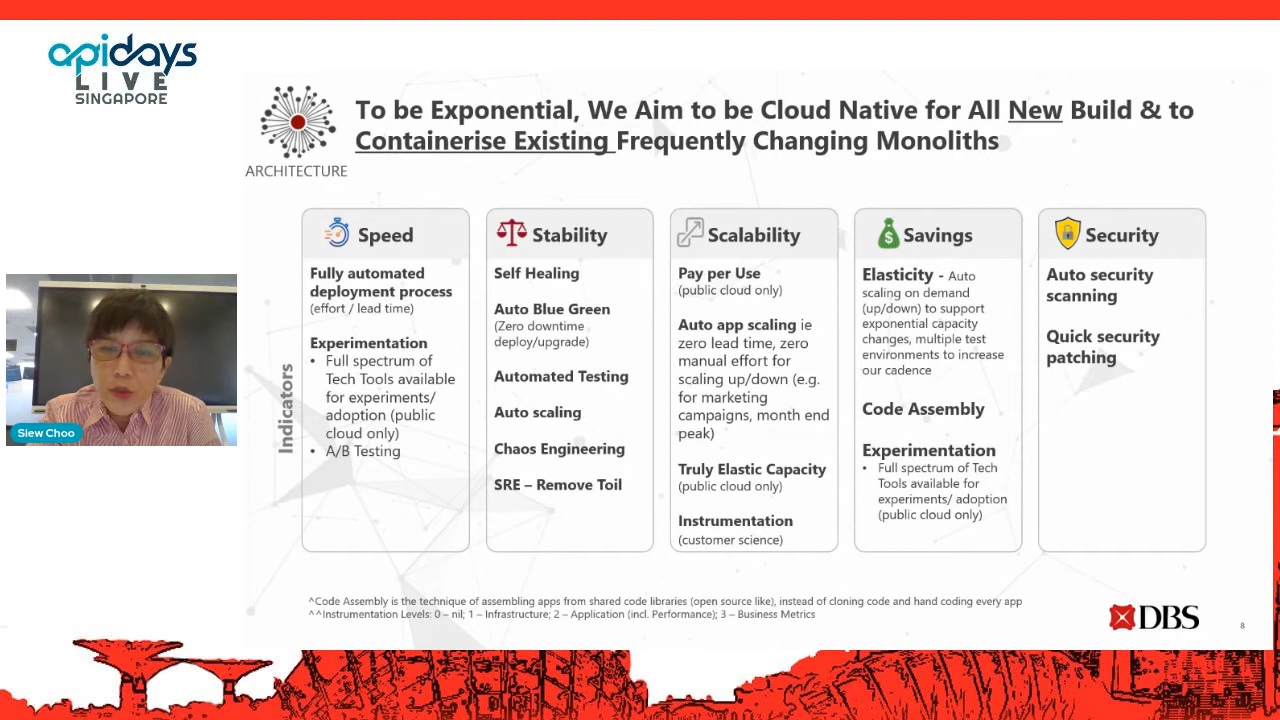 apidays
LIVE
SINGAPORE
To be Exponential, We Aim to be Cloud Native for All New Build & to
Containerise Existing Frequently Changing Monoliths
ARCHITECTURE
Indicators
Speed
Fully automated
deployment process
(effort / lead time)
Experimentation
• Full spectrum of
Tech Tools available
for experiments/
adoption (public
cloud only)
• A/B Testing
Stability
Self Healing
Auto Blue Green
(Zero downtime
deploy/upgrade)
Automated Testing
Auto scaling
Chaos Engineering
SRE – Remove Toil
Scalability
Pay per Use
(public cloud only)
Auto app scaling ie
zero lead time, zero
manual effort for
scaling up/down (e.g.
for marketing
campaigns, month end
peak)
Truly Elastic Capacity
(public cloud only)
Instrumentation
(customer science)
Savings
Elasticity - Auto
scaling on demand
(up/down) to support
exponential capacity
changes, multiple test
environments to increase
our cadence
Code Assembly
Experimentation
• Full spectrum of Tech
Tools available for
experiments/ adoption
(public cloud only)
Security
Auto security
scanning
Quick security
patching
Siew Choo
^Code Assembly is the technique of assembling apps from shared code libraries (open source like), instead of cloning code and hand coding every app
^^Instrumentation Levels: 0 – nil; 1 – Infrastructure; 2 – Application (incl. Performance); 3 – Business Metrics
DBS
8